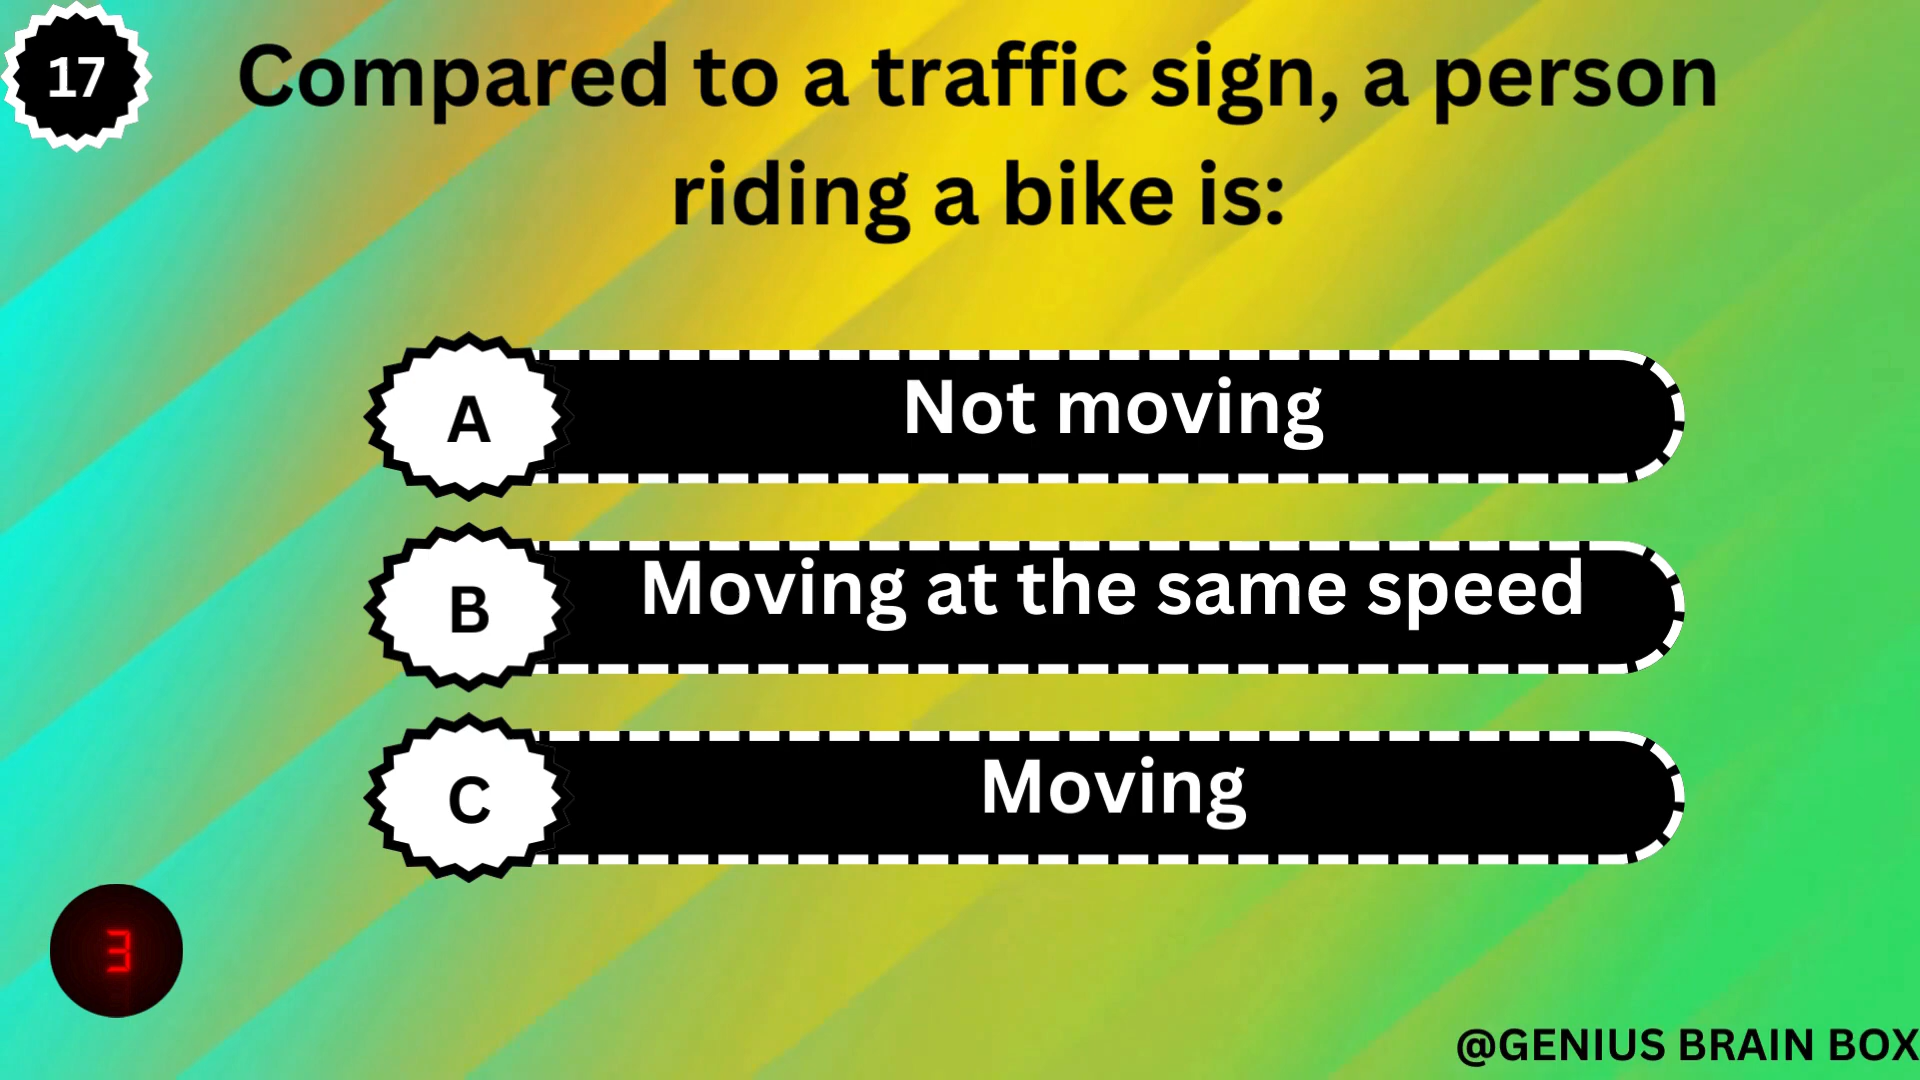 17
Compared to a traffic sign, a person
riding a bike is:
A
Not moving
B
Moving at the same speed
C
Moving
3
@GENIUS BRAIN BOX